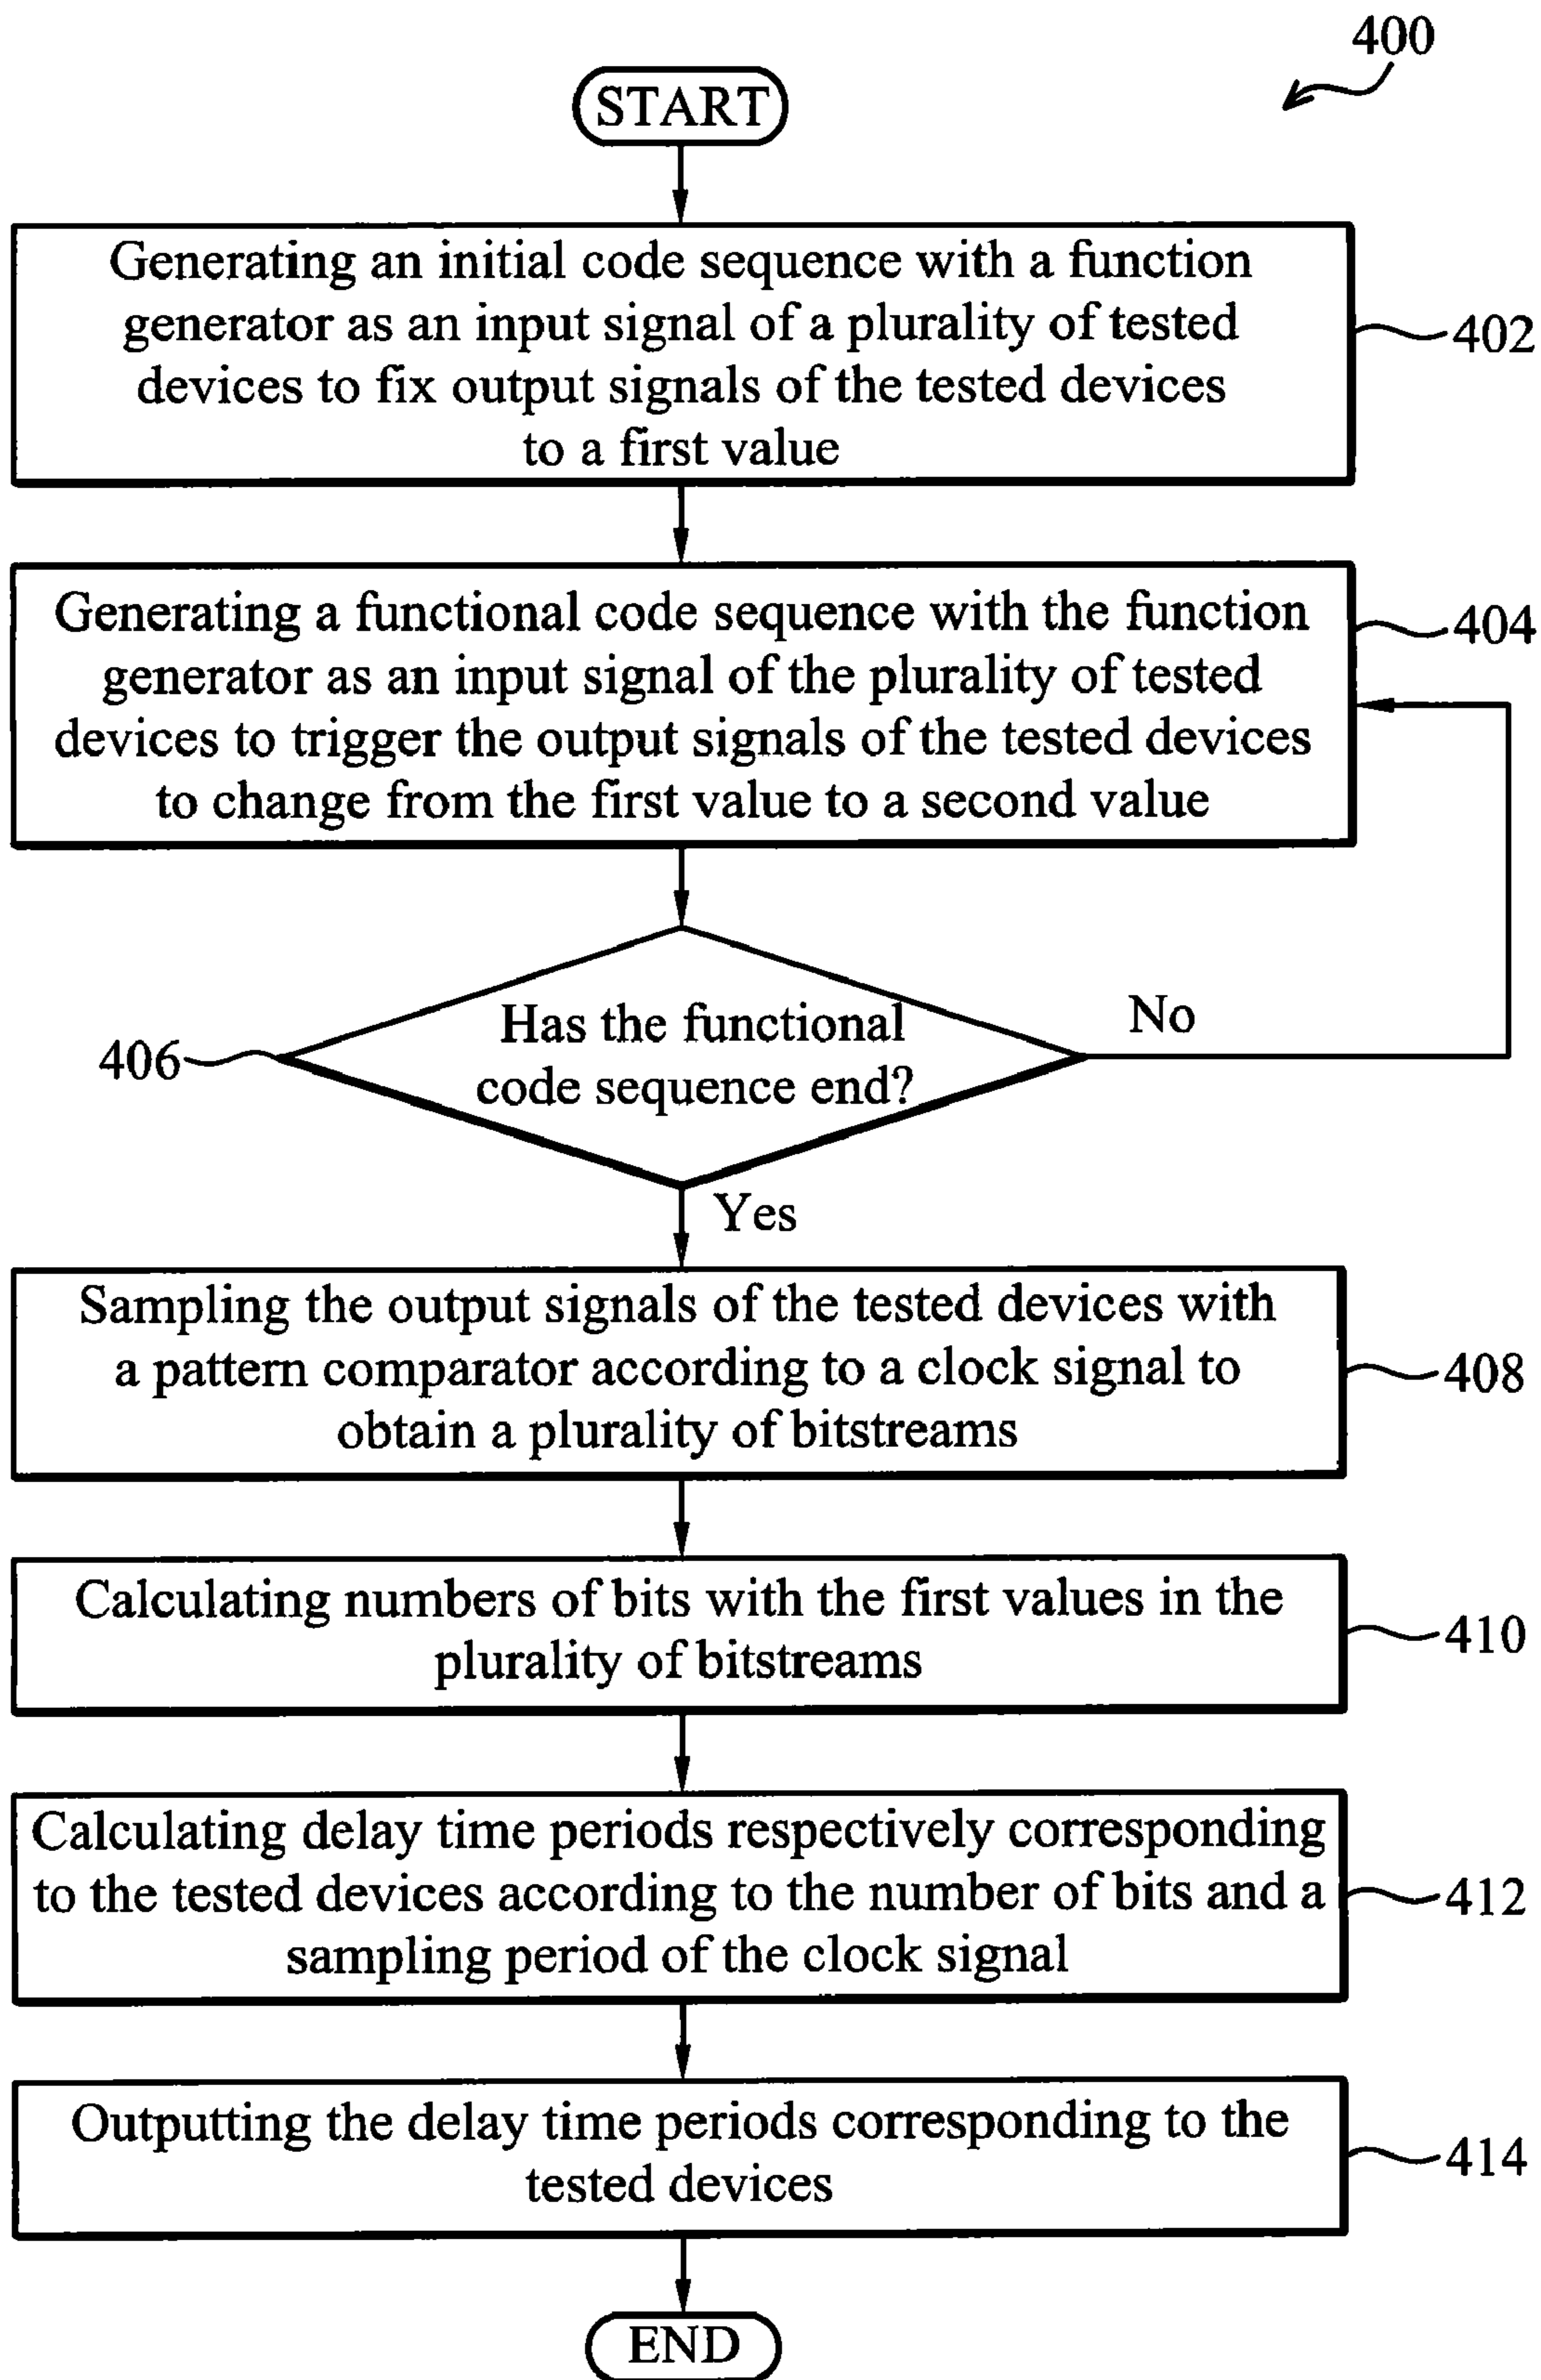 400
START
Generating an initial code sequence with a function
generator as an input signal of a plurality of tested
devices to fix output signals of the tested devices
to a first value
402
Generating a functional code sequence with the function
generator as an input signal of the plurality of tested
devices to trigger the output signals of the tested devices
to change from the first value to a second value
404
Has the functional
code sequence end?
406
No
Yes
Sampling the output signals of the tested devices with
a pattern comparator according to a clock signal to
obtain a plurality of bitstreams
408
Calculating numbers of bits with the first values in the
plurality of bitstreams
410
Calculating delay time periods respectively corresponding
to the tested devices according to the number of bits and a
sampling period of the clock signal
412
Outputting the delay time periods corresponding to the
tested devices
414
END